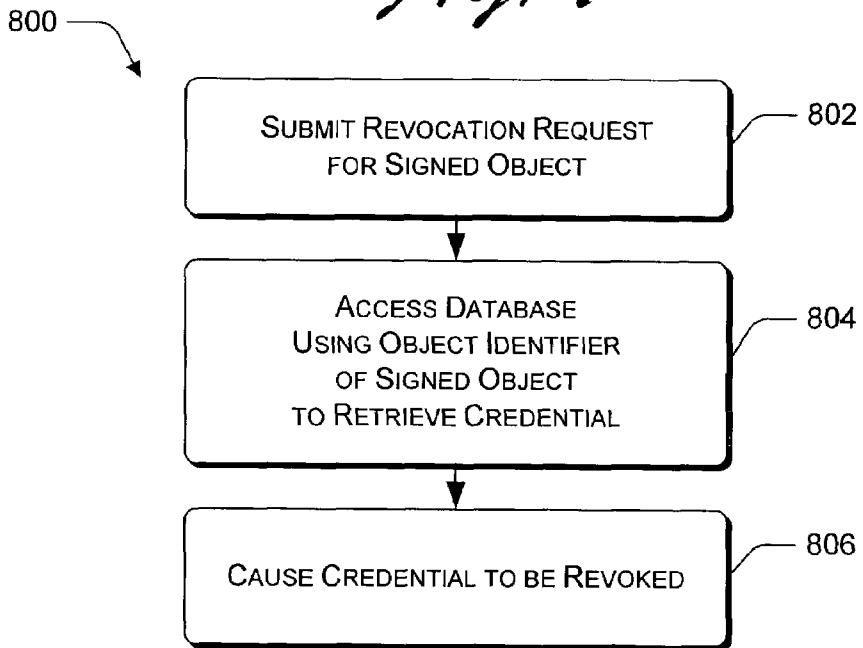 800
SUBMIT REVOCATION REQUEST
FOR SIGNED OBJECT
802
ACCESS DATABASE
USING OBJECT IDENTIFIER
OF SIGNED OBJECT
TO RETRIEVE CREDENTIAL
804
CAUSE CREDENTIAL TO BE REVOKED
806